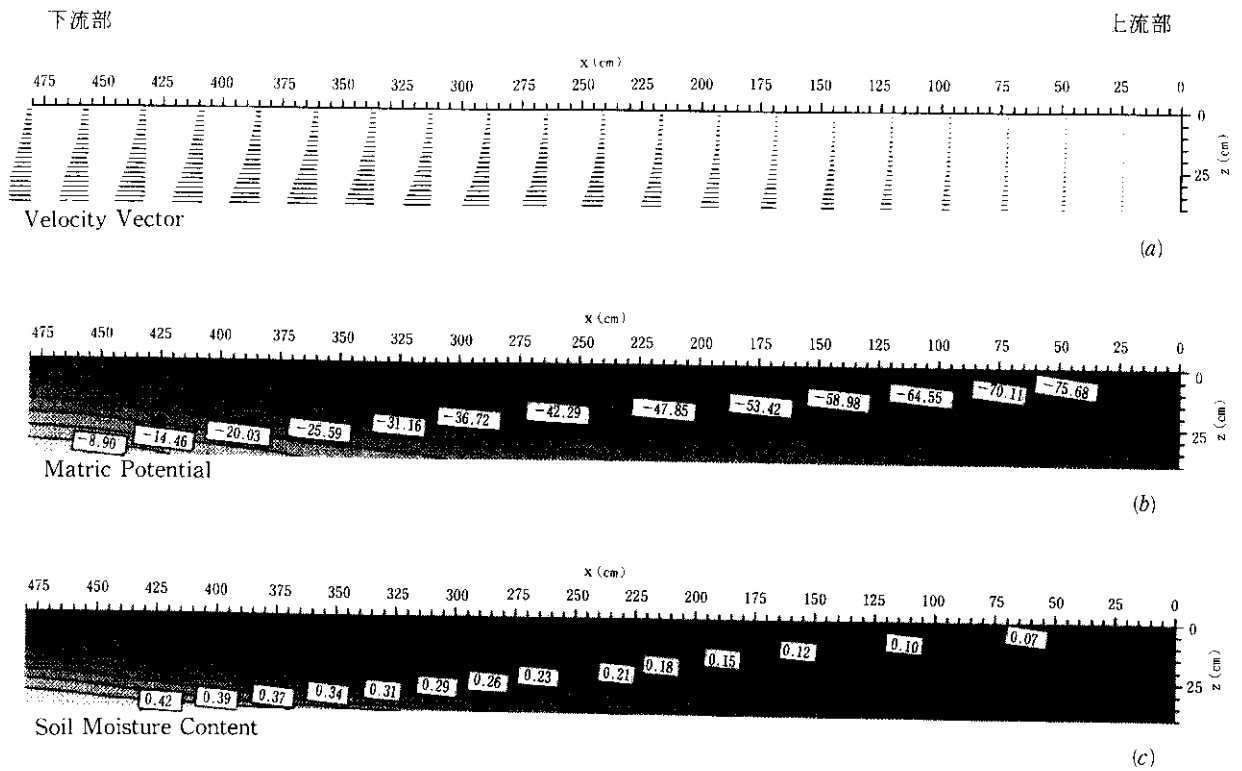 下流部 上流部
x (cm)
475 450 425 400 375 350 325 300 275 250 225 200 175 150 125 100 75 50 25 0
0
25
z (cm)
Velocity Vector
(a)
x (cm)
475 450 425 400 375 350 325 300 275 250 225 200 175 150 125 100 75 50 25 0
0
25
z (cm)
-8.90 -14.46 -20.03 -25.59 -31.16 -36.72 -42.29 -47.85 -53.42 -58.98 -64.55 -70.11 -75.68
Matric Potential
(b)
x (cm)
475 450 425 400 375 350 325 300 275 250 225 200 175 150 125 100 75 50 25 0
0
25
z (cm)
0.42 0.39 0.37 0.34 0.31 0.29 0.26 0.23 0.21 0.18 0.15 0.12 0.10 0.07
Soil Moisture Content
(c)